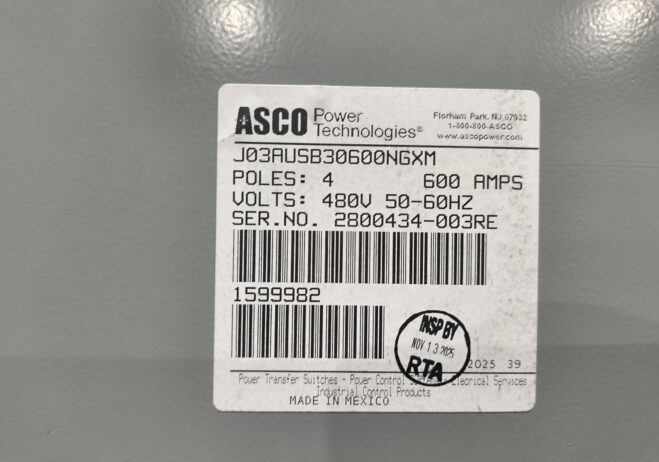 ASCO Power Technologies®
Florham Park, NJ 07932
1-800-800-ASCO
www.ascopower.com
J03AUSB30600NGXM
POLES: 4 600 AMPS
VOLTS: 480V 50-60HZ
SER.NO. 2800434-003RE
1599982
INSP BY
NOV 13 2025
RTA
2025 39
Power Transfer Switches - Power Control Systems - Electrical Services
Industrial Control Products
MADE IN MEXICO